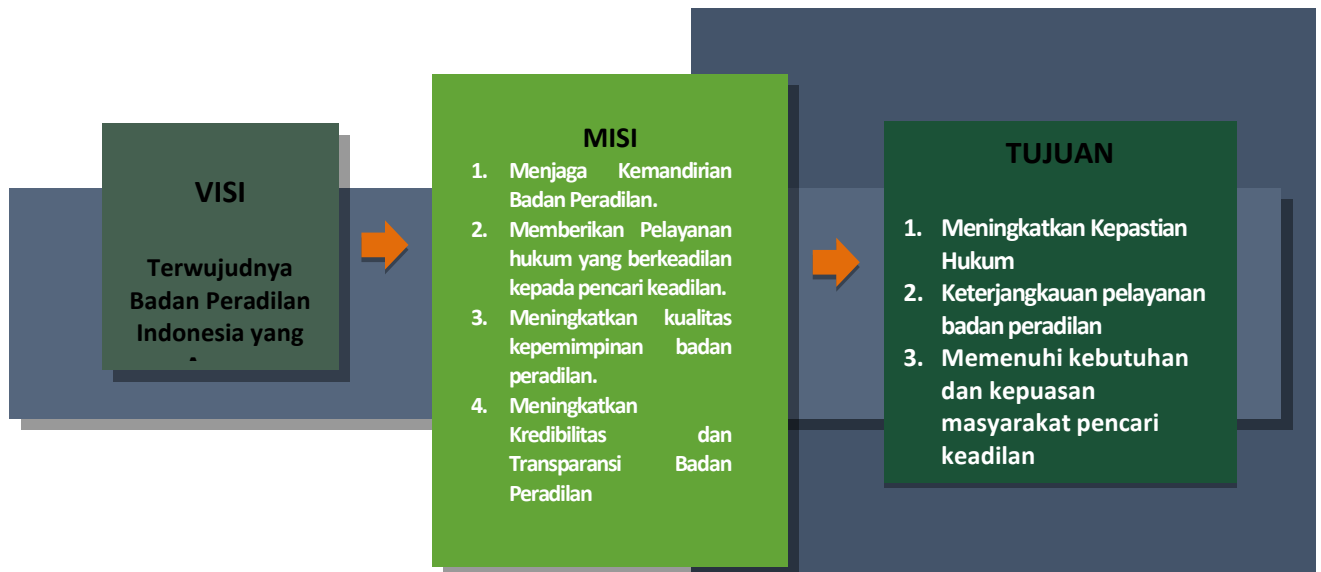 VISI
Terwujudnya
Badan Peradilan
Indonesia yang
MISI
1. Menjaga Kemandirian
Badan Peradilan.
2. Memberikan Pelayanan
hukum yang berkeadilan
kepada pencari keadilan.
3. Meningkatkan kualitas
kepemimpinan badan
peradilan.
4. Meningkatkan
Kredibilitas dan
Transparansi Badan
Peradilan
TUJUAN
1. Meningkatkan Kepastian
Hukum
2. Keterjangkauan pelayanan
badan peradilan
3. Memenuhi kebutuhan
dan kepuasan
masyarakat pencari
keadilan